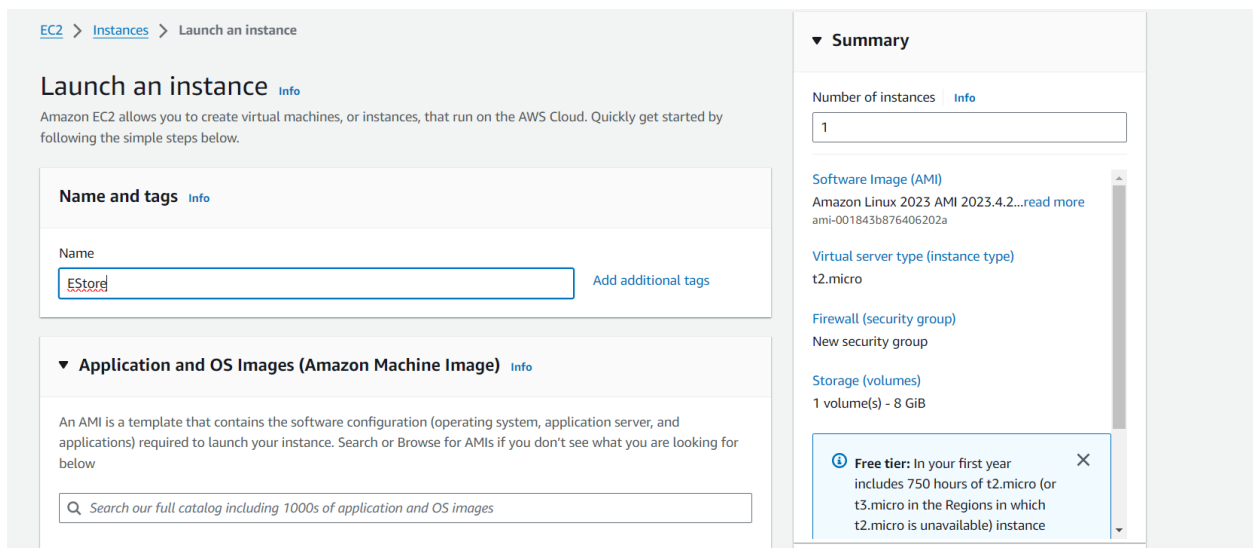 EC2 > Instances > Launch an instance
Launch an instance Info
Amazon EC2 allows you to create virtual machines, or instances, that run on the AWS Cloud. Quickly get started by
following the simple steps below.
Name and tags Info
Name
EStore
Add additional tags
Application and OS Images (Amazon Machine Image) Info
An AMI is a template that contains the software configuration (operating system, application server, and
applications) required to launch your instance. Search or Browse for AMIs if you don't see what you are looking for
below
Search our full catalog including 1000s of application and OS images
Summary
Number of instances Info
1
Software Image (AMI)
Amazon Linux 2023 AMI 2023.4.2...read more
ami-001843b876406202a
Virtual server type (instance type)
t2.micro
Firewall (security group)
New security group
Storage (volumes)
1 volume(s) - 8 GiB
Free tier: In your first year
includes 750 hours of t2.micro (or
t3.micro in the Regions in which
t2.micro is unavailable) instance